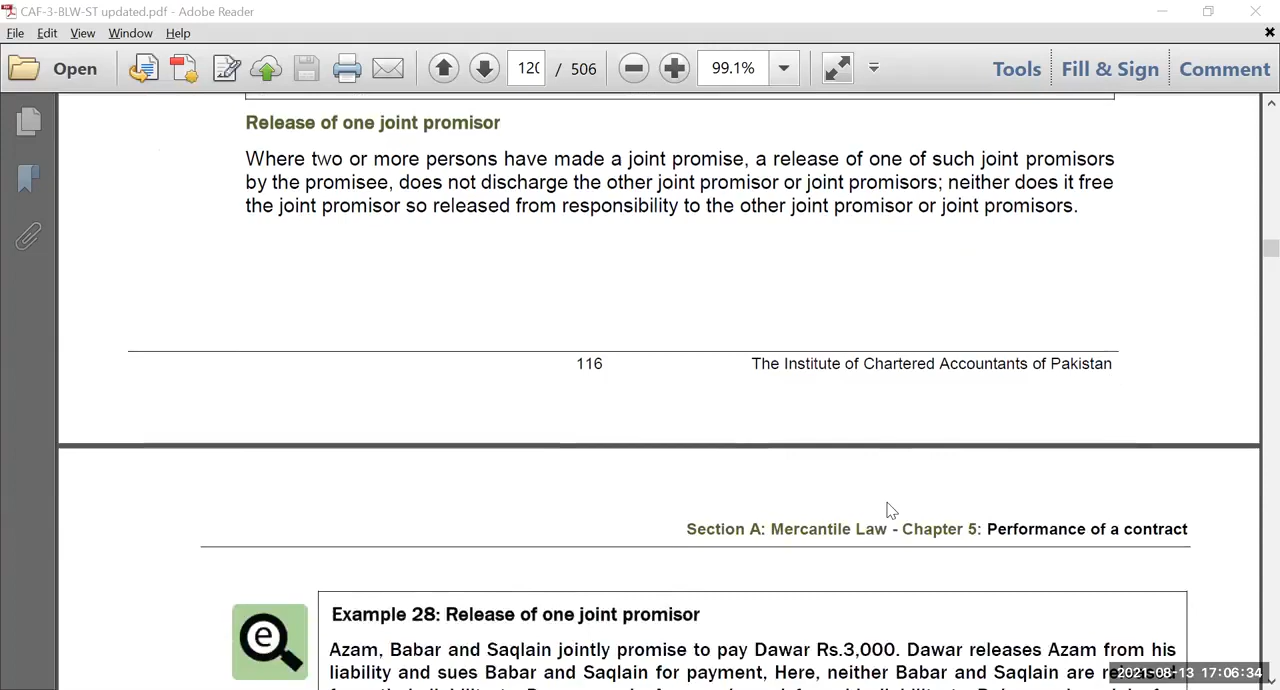 CAF-3-BLW-ST updated.pdf - Adobe Reader
File Edit View Window Help
Open 120 / 506 99.1% Tools Fill & Sign Comment
Release of one joint promisor
Where two or more persons have made a joint promise, a release of one of such joint promisors
by the promisee, does not discharge the other joint promisor or joint promisors; neither does it free
the joint promisor so released from responsibility to the other joint promisor or joint promisors.
116 The Institute of Chartered Accountants of Pakistan
Section A: Mercantile Law - Chapter 5: Performance of a contract
Example 28: Release of one joint promisor
Azam, Babar and Saqlain jointly promise to pay Dawar Rs.3,000. Dawar releases Azam from his
liability and sues Babar and Saqlain for payment, Here, neither Babar and Saqlain are
2021-08-13 17:06:34